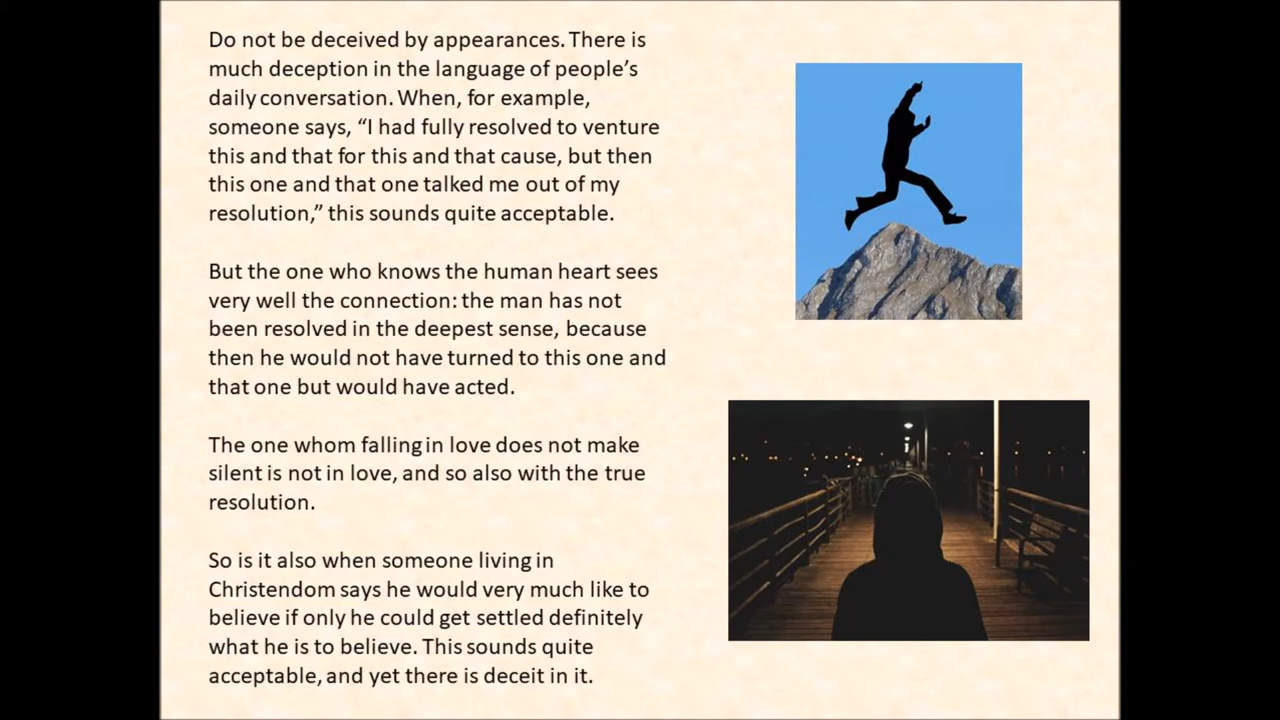 Do not be deceived by appearances. There is
much deception in the language of people’s
daily conversation. When, for example,
someone says, “I had fully resolved to venture
this and that for this and that cause, but then
this one and that one talked me out of my
resolution,” this sounds quite acceptable.
But the one who knows the human heart sees
very well the connection: the man has not
been resolved in the deepest sense, because
then he would not have turned to this one and
that one but would have acted.
The one whom falling in love does not make
silent is not in love, and so also with the true
resolution.
So is it also when someone living in
Christendom says he would very much like to
believe if only he could get settled definitely
what he is to believe. This sounds quite
acceptable, and yet there is deceit in it.